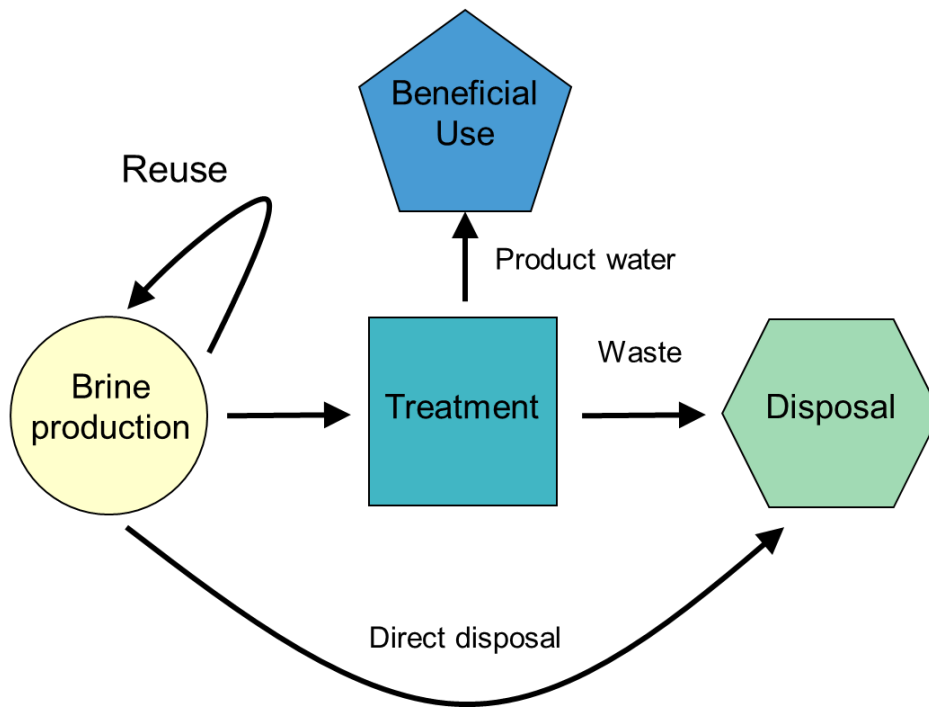 Beneficial
Use
Reuse
Product water
Waste
Brine
production
Treatment
Disposal
Direct disposal